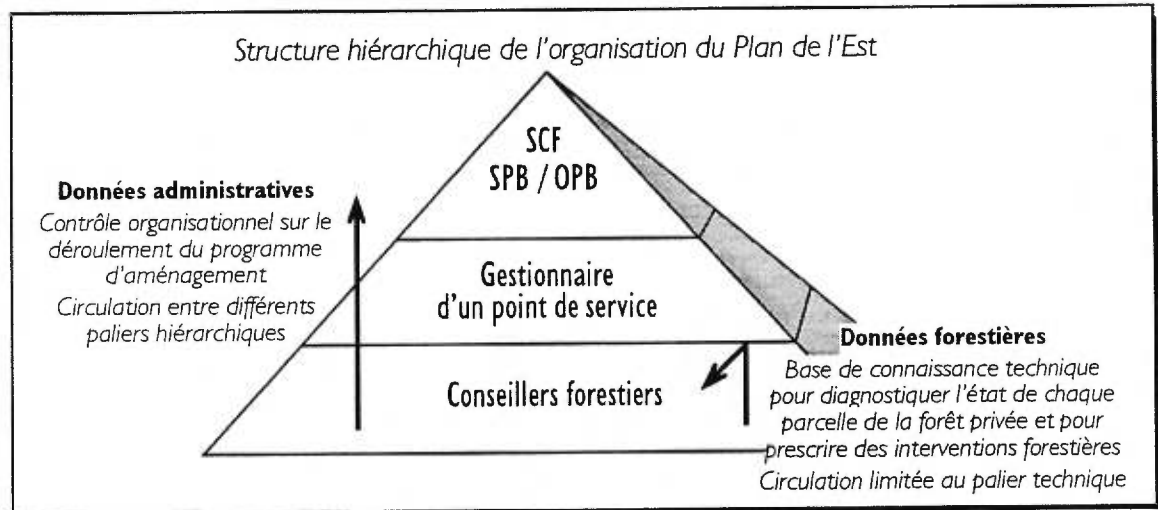 Structure hiérarchique de l'organisation du Plan de l'Est
SCF
SPB / OPB
Données administratives
Contrôle organisationnel sur le
déroulement du programme
d'aménagement
Circulation entre différents
paliers hiérarchiques
Gestionnaire
d'un point de service
Conseillers forestiers
Données forestières
Base de connaissance technique
pour diagnostiquer l'état de chaque
parcelle de la forêt privée et pour
prescrire des interventions forestières
Circulation limitée au palier technique